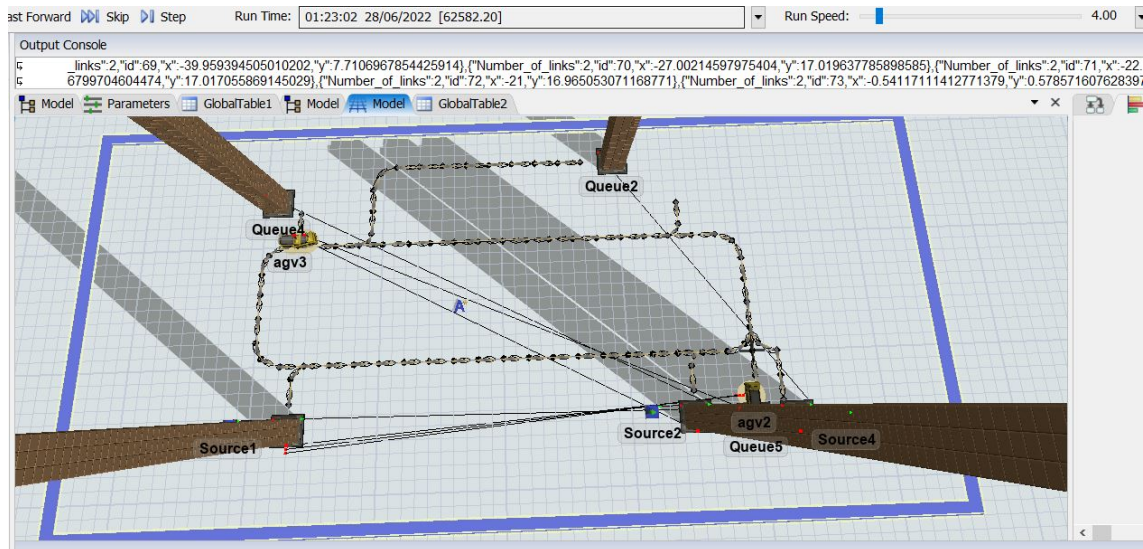 ast Forward Skip Step Run Time: 01:23:02 28/06/2022 [62582.20] Run Speed: 4.00
Output Console
_links":2,"id":69,"x":-39.959394505010202,"y":7.7106967854425914},{"Number_of_links":2,"id":70,"x":-27.00214597975404,"y":17.019637785898585},{"Number_of_links":2,"id":71,"x":-22.
6799704604474,"y":17.017055869145029},{"Number_of_links":2,"id":72,"x":-21,"y":16.965053071168771},{"Number_of_links":2,"id":73,"x":-0.54117111412771379,"y":0.578571607628397
Model Parameters GlobalTable1 Model Model GlobalTable2
Queue2
Queue4
agv3
A*
agv2
Source2
Source4
Source1
Queue5